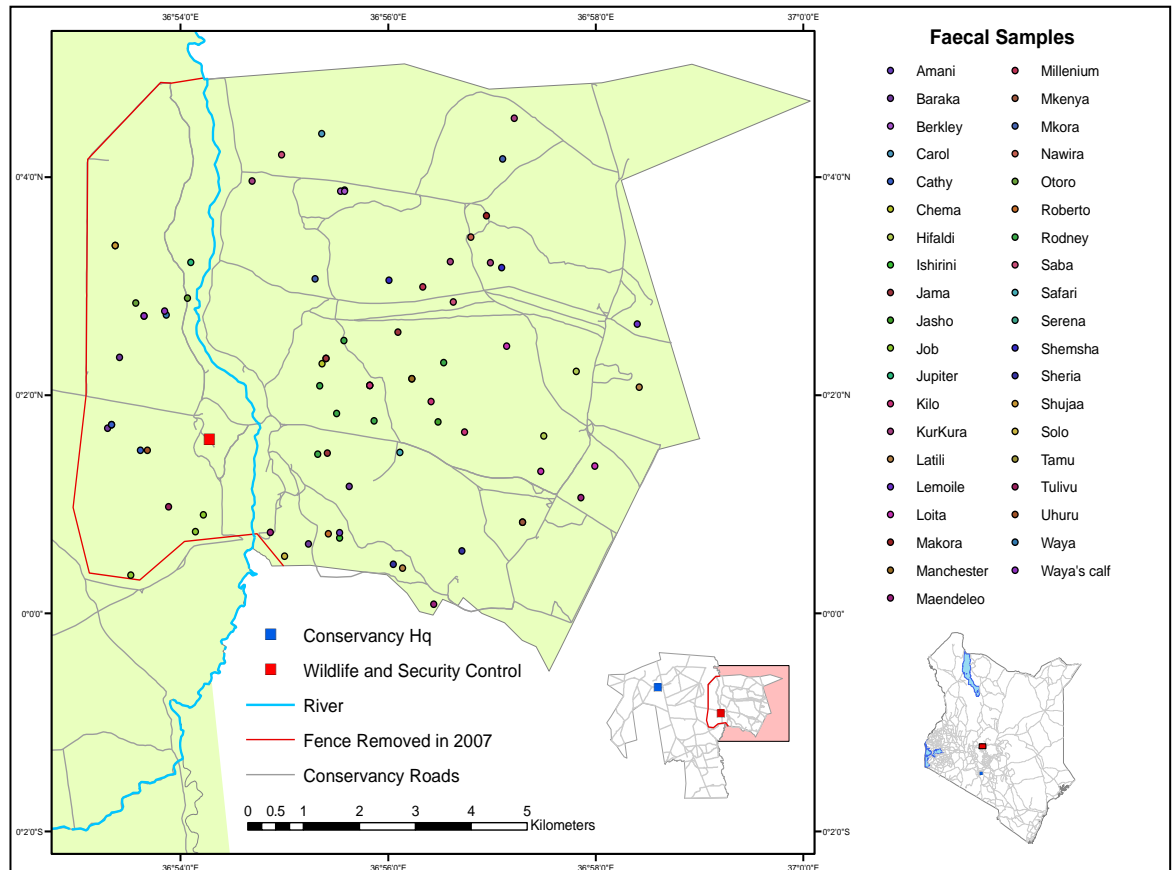 36°54'0"E 36°56'0"E 36°58'0"E 37°0'0"E
Faecal Samples
Amani Millenium
Baraka Mkenya
Berkley Mkora
Carol Nawira
Cathy Otoro
Chema Roberto
Hifaldi Rodney
Ishirini Saba
Jama Safari
Jasho Serena
Job Shemsha
Jupiter Sheria
Kilo Shujaa
KurKura Solo
Latili Tamu
Lemoile Tulivu
Loita Uhuru
Makora Waya
Manchester Waya's calf
Maendeleo
0°4'0"N 0°4'0"N
0°2'0"N 0°2'0"N
0°0'0" 0°0'0"
0°2'0"S 0°2'0"S
Conservancy Hq
Wildlife and Security Control
River
Fence Removed in 2007
Conservancy Roads
0 0.5 1 2 3 4 5
Kilometers
36°54'0"E 36°56'0"E 36°58'0"E 37°0'0"E